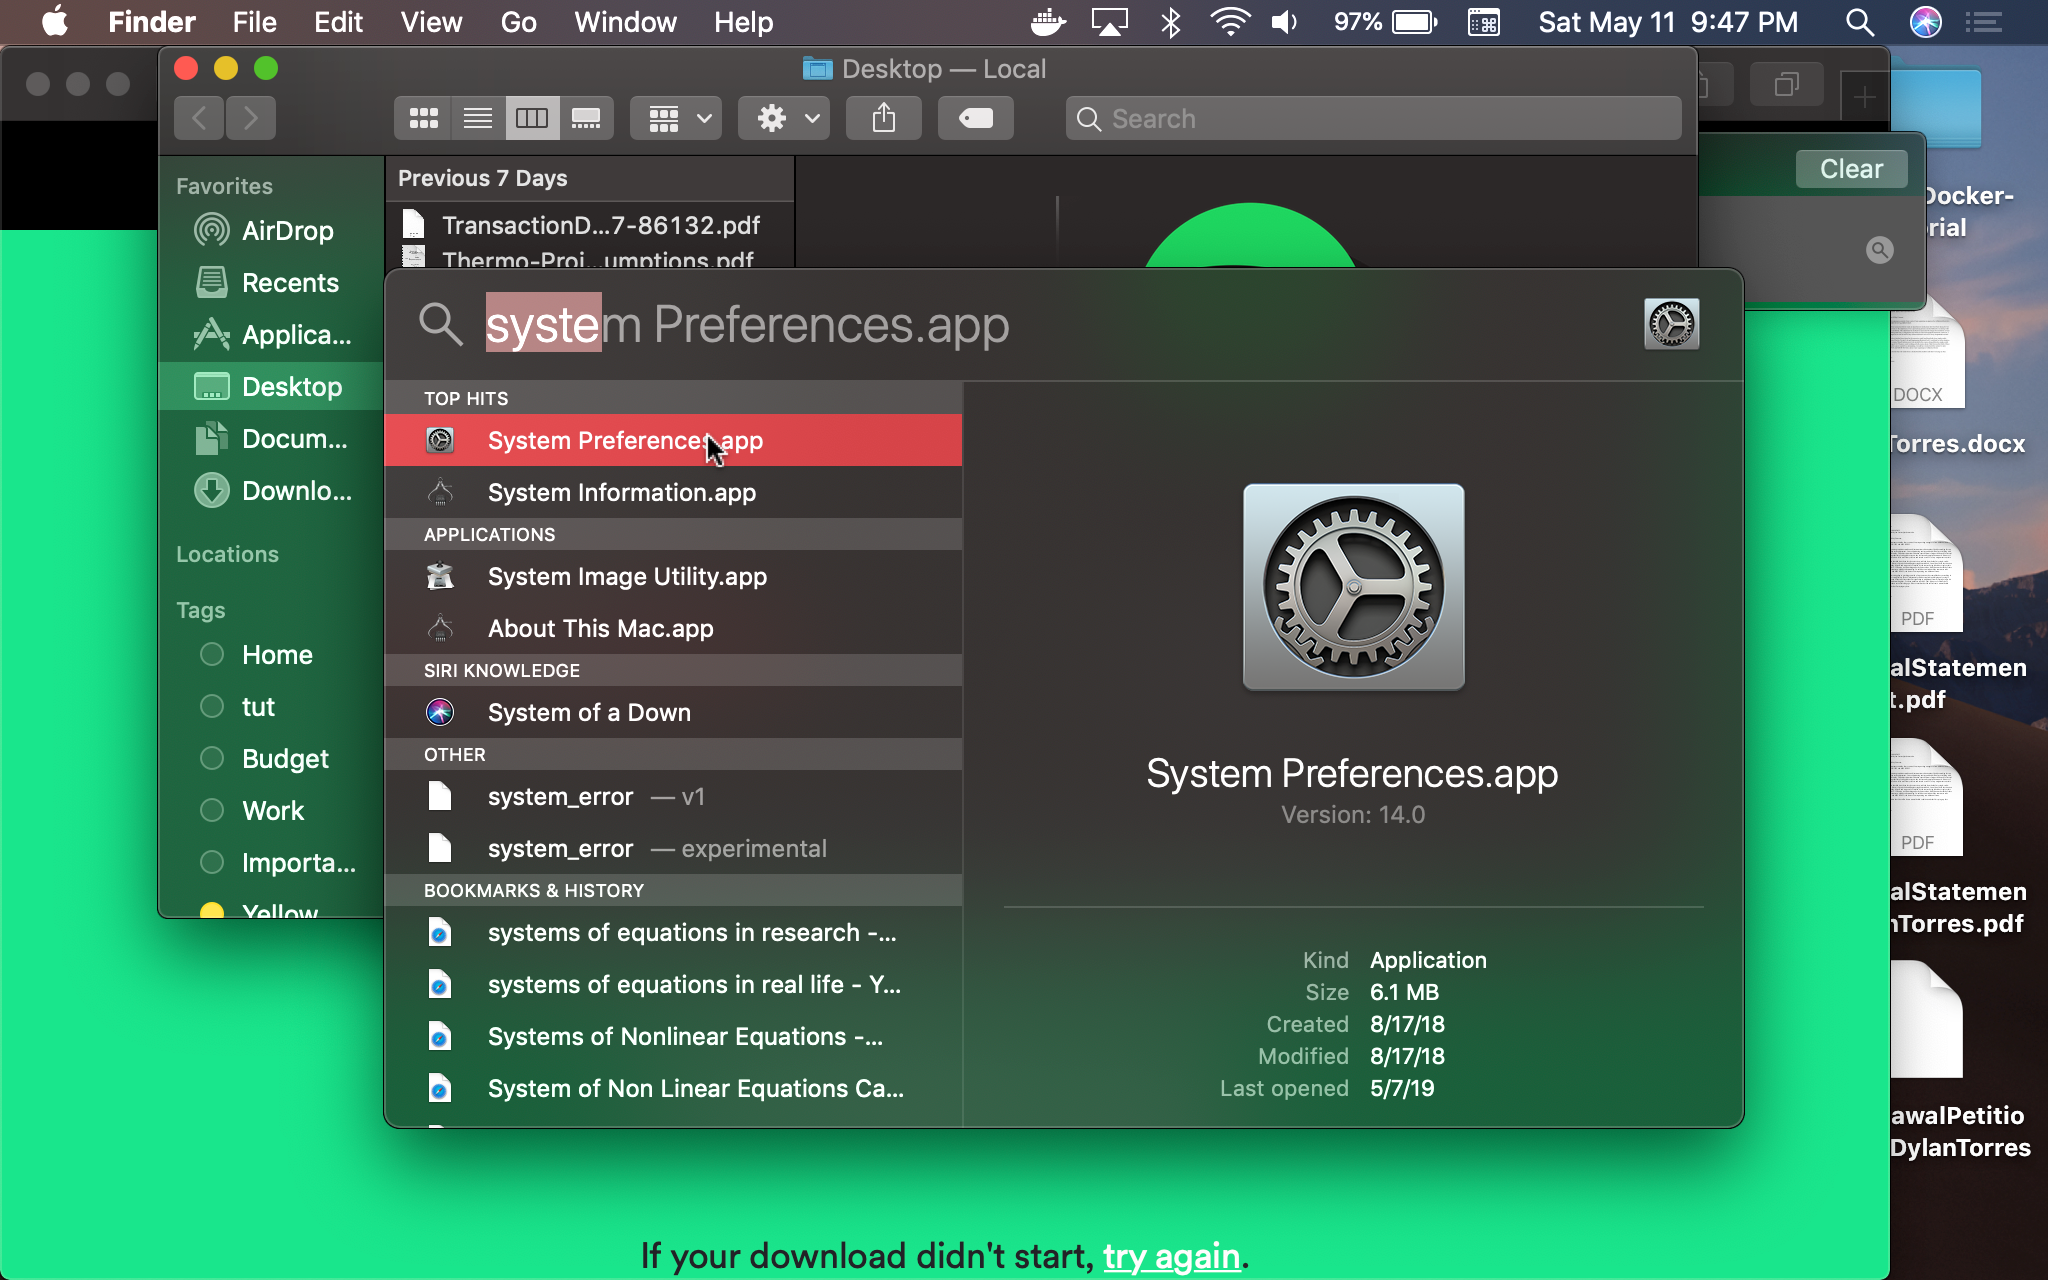 Finder File Edit View Go Window Help 97% Sat May 11 9:47 PM
Desktop — Local
Search
Favorites
AirDrop
Recents
Applica...
Desktop
Docum...
Downlo...
Locations
Tags
Home
tut
Budget
Work
Importa...
Yellow
Previous 7 Days
TransactionD...7-86132.pdf
Thermo-Proj...umptions.pdf
Clear
system Preferences.app
TOP HITS
System Preferences.app
System Information.app
APPLICATIONS
System Image Utility.app
About This Mac.app
SIRI KNOWLEDGE
System of a Down
OTHER
system_error — v1
system_error — experimental
BOOKMARKS & HISTORY
systems of equations in research -...
systems of equations in real life - Y...
Systems of Nonlinear Equations -...
System of Non Linear Equations Ca...
System Preferences.app
Version: 14.0
Kind Application
Size 6.1 MB
Created 8/17/18
Modified 8/17/18
Last opened 5/7/19
Docker-
rial
DOCX
Torres.docx
PDF
alStatemen
t.pdf
PDF
alStatemen
nTorres.pdf
awalPetitio
DylanTorres
If your download didn't start, try again.